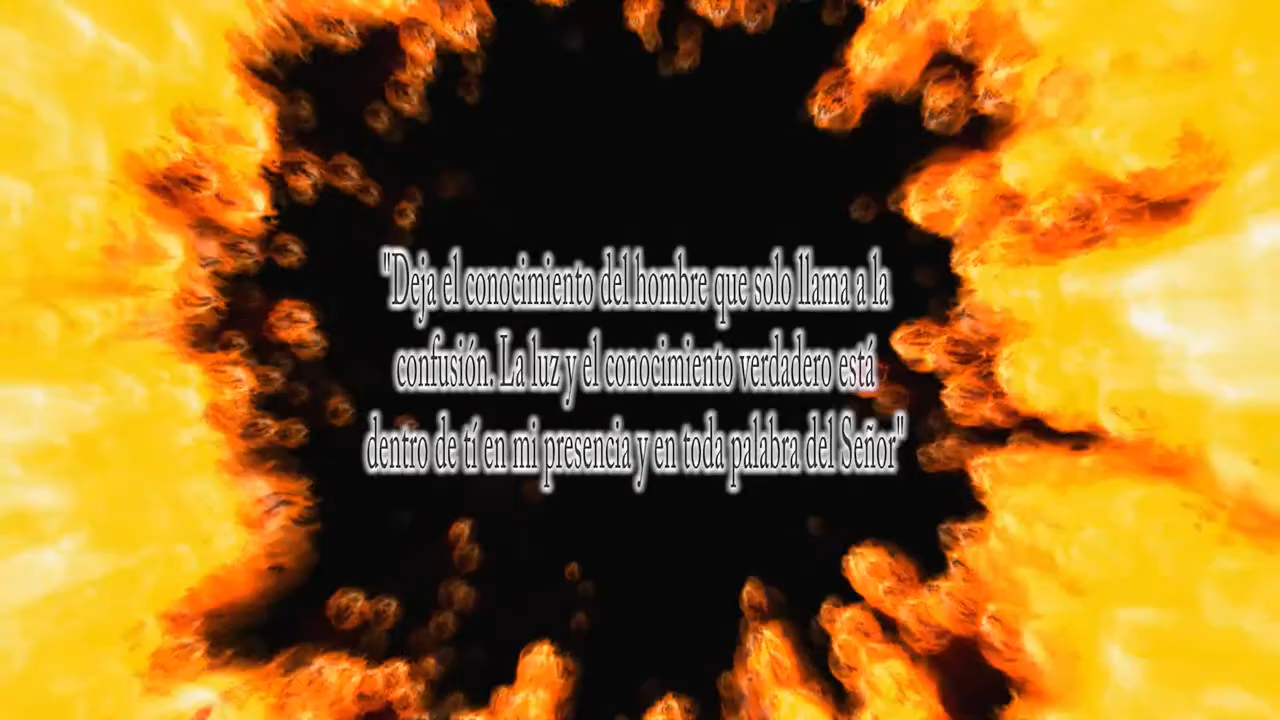 "Deja el conocimiento del hombre que solo llama a la
confusión. La luz y el conocimiento verdadero está
dentro de tí en mi presencia y en toda palabra del Señor"